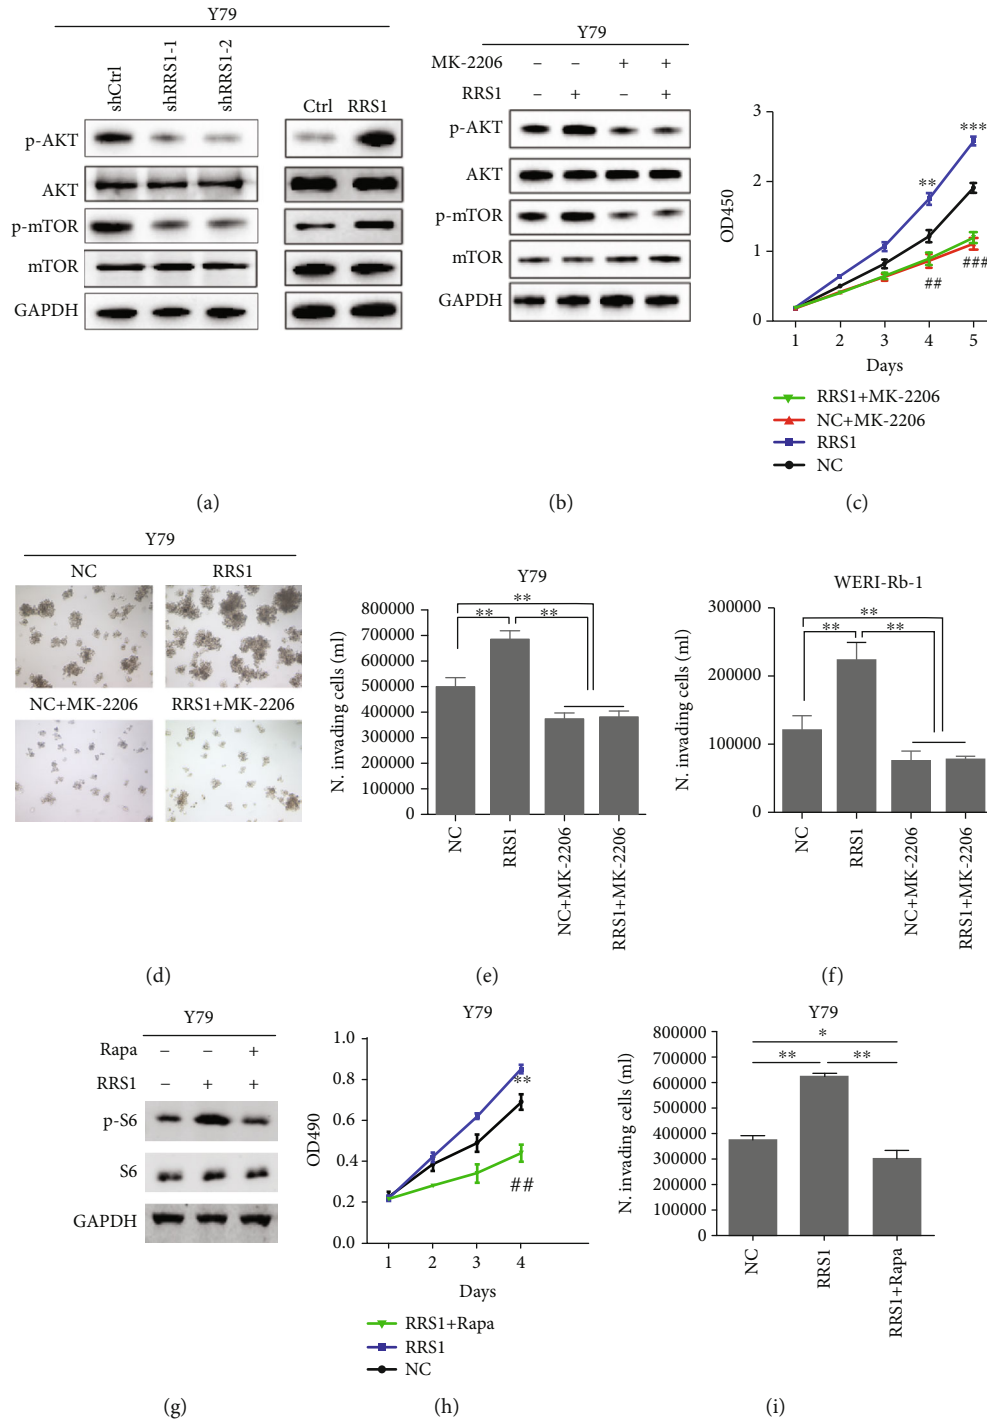 Y79
shCtrl
shRRS1-1
shRRS1-2
Ctrl RRS1
p-AKT
AKT
p-mTOR
mTOR
GAPDH
(a)
Y79
MK-2206 – – + +
RRS1 – + – +
p-AKT
AKT
p-mTOR
mTOR
GAPDH
(b)
OD450
3
2
1
0
**
***
##
###
1 2 3 4 5
Days
RRS1+MK-2206
NC+MK-2206
RRS1
NC
(c)
Y79
NC RRS1
NC+MK-2206 RRS1+MK-2206
(d)
Y79
N. invading cells (ml)
800000
700000
600000
500000
400000
300000
200000
100000
0
**
** **
NC
RRS1
NC+MK-2206
RRS1+MK-2206
(e)
WERI-Rb-1
N. invading cells (ml)
300000
200000
100000
0
**
** **
NC
RRS1
NC+MK-2206
RRS1+MK-2206
(f)
Y79
Rapa – – +
RRS1 – + +
p-S6
S6
GAPDH
(g)
Y79
OD490
1.0
0.8
0.6
0.4
0.2
0.0
**
##
1 2 3 4
Days
RRS1+Rapa
RRS1
NC
(h)
Y79
N. invading cells (ml)
800000
700000
600000
500000
400000
300000
200000
100000
0
*
** **
NC
RRS1
RRS1+Rapa
(i)